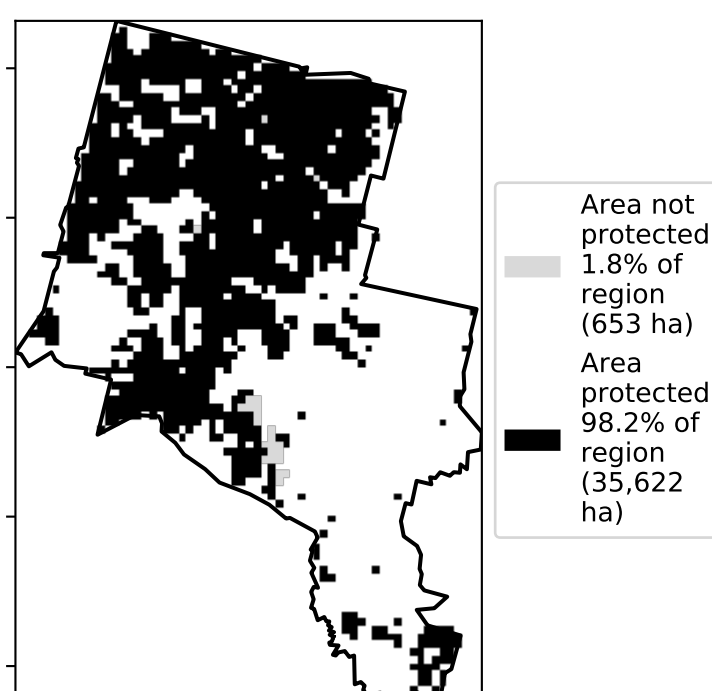 Area not
protected
1.8% of
region
(653 ha)
Area
protected
98.2% of
region
(35,622
ha)